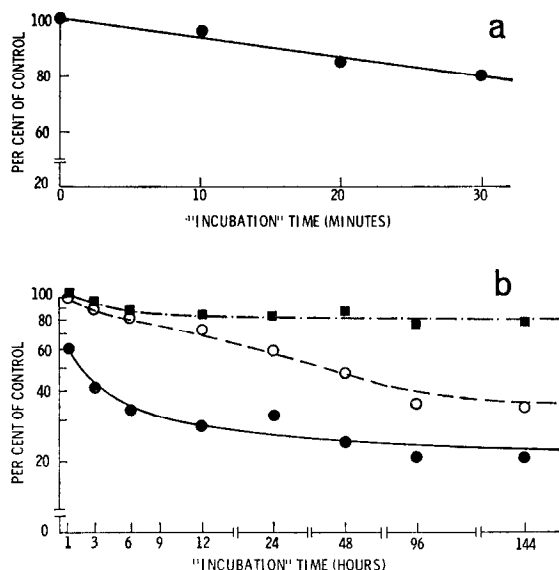 a
100
80
60
20
PER CENT OF CONTROL
0 10 20 30
"INCUBATION" TIME (MINUTES)
b
100
80
60
40
20
0
PER CENT OF CONTROL
1 3 6 9 12 24 48 96 144
"INCUBATION" TIME (HOURS)